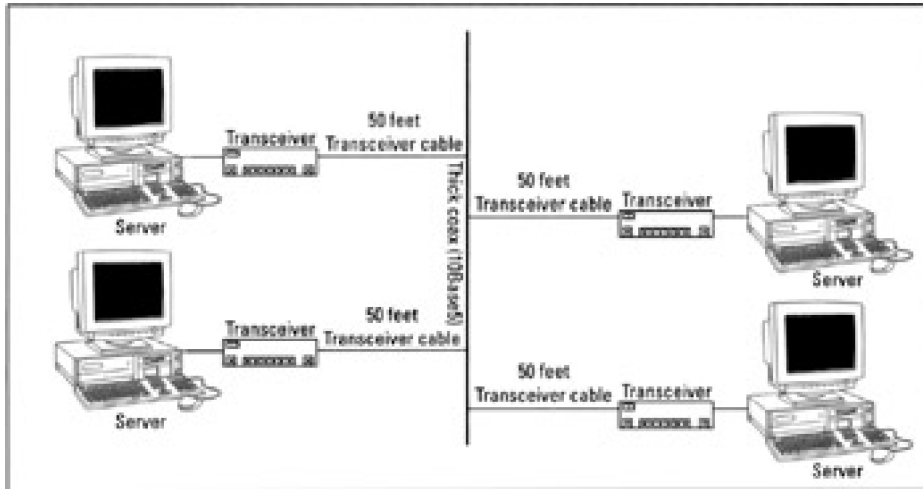 50 feet
Transceiver Transceiver cable
Server
50 feet
Transceiver Transceiver cable
Server
Thick coax (10Base5)
50 feet
Transceiver cable Transceiver
Server
50 feet
Transceiver cable Transceiver
Server